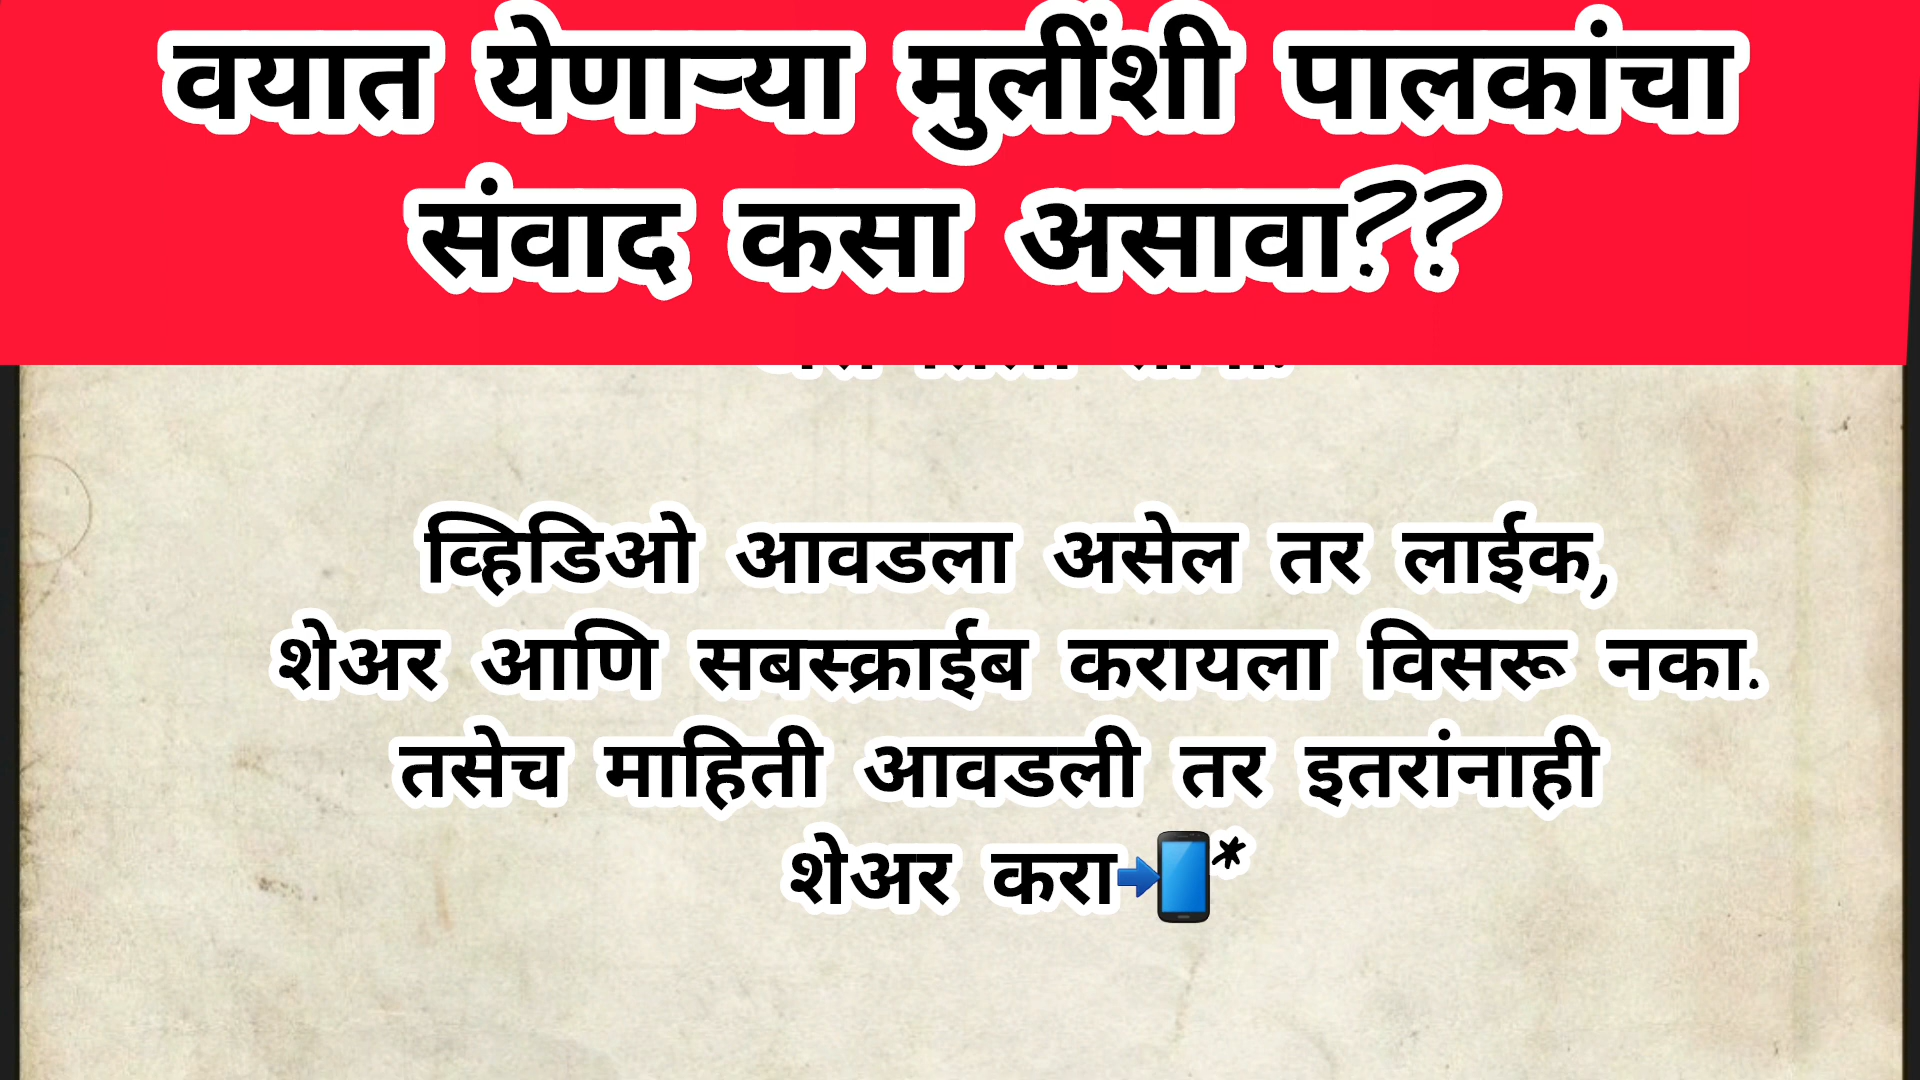 वयात येणाऱ्या मुलींशी पालकांचा
संवाद कसा असावा??
व्हिडिओ आवडला असेल तर लाईक,
शेअर आणि सबस्क्राईब करायला विसरू नका.
तसेच माहिती आवडली तर इतरांनाही
शेअर करा📲*